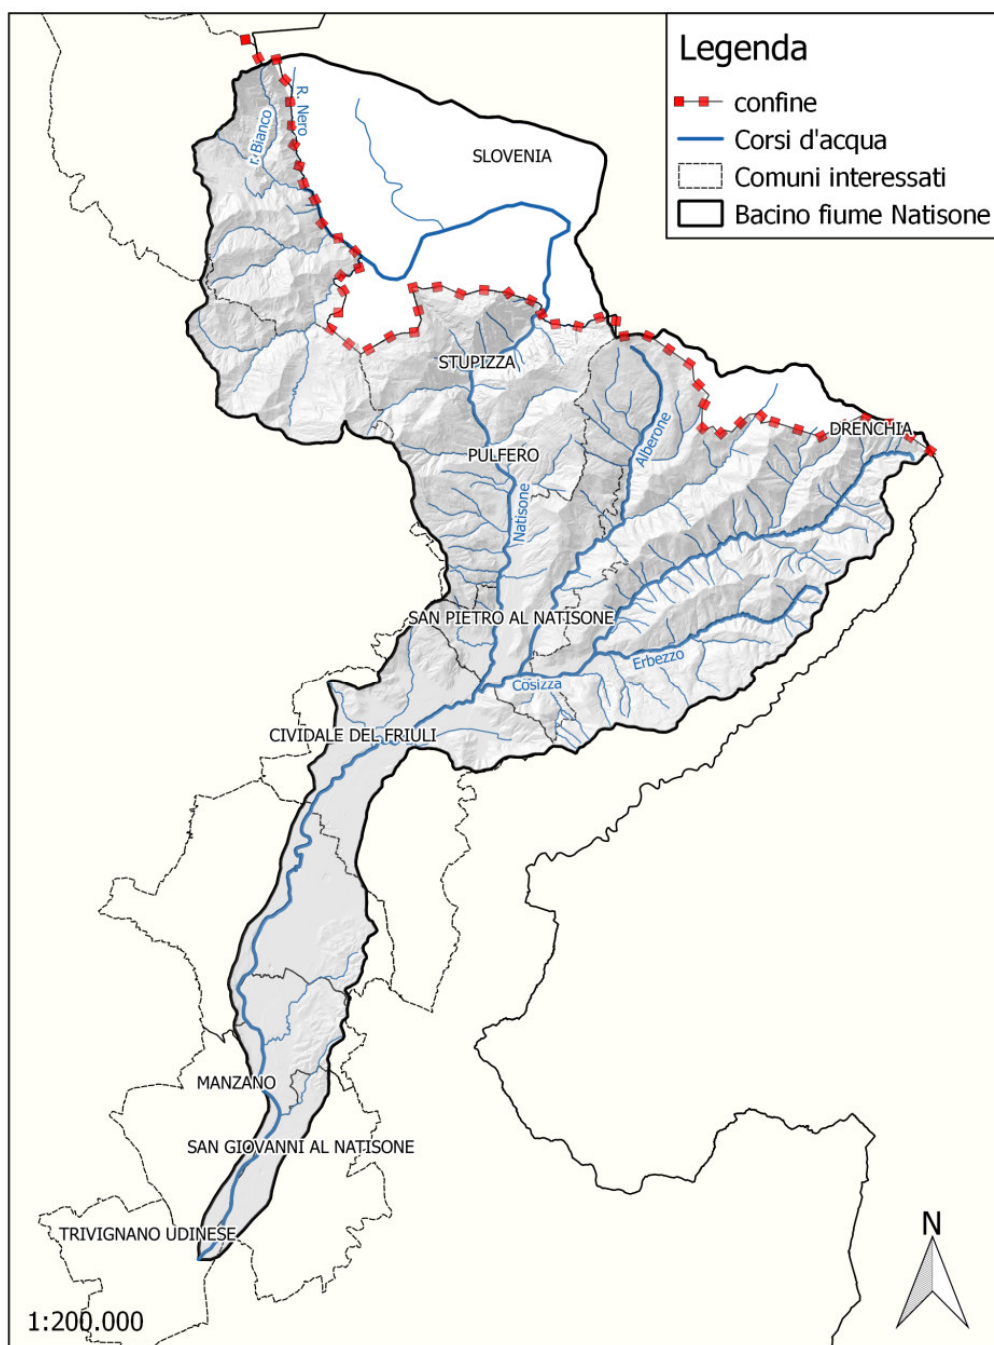 Legenda
confine
Corsi d'acqua
Comuni interessati
Bacino fiume Natisone
R. Nero
r. Bianco
SLOVENIA
STUPIZZA
DRENCHIA
Alberone
PULFERO
Natisone
SAN PIETRO AL NATISONE
Erbezzo
Cosizza
CIVIDALE DEL FRIULI
MANZANO
SAN GIOVANNI AL NATISONE
TRIVIGNANO UDINESE
N
1:200.000